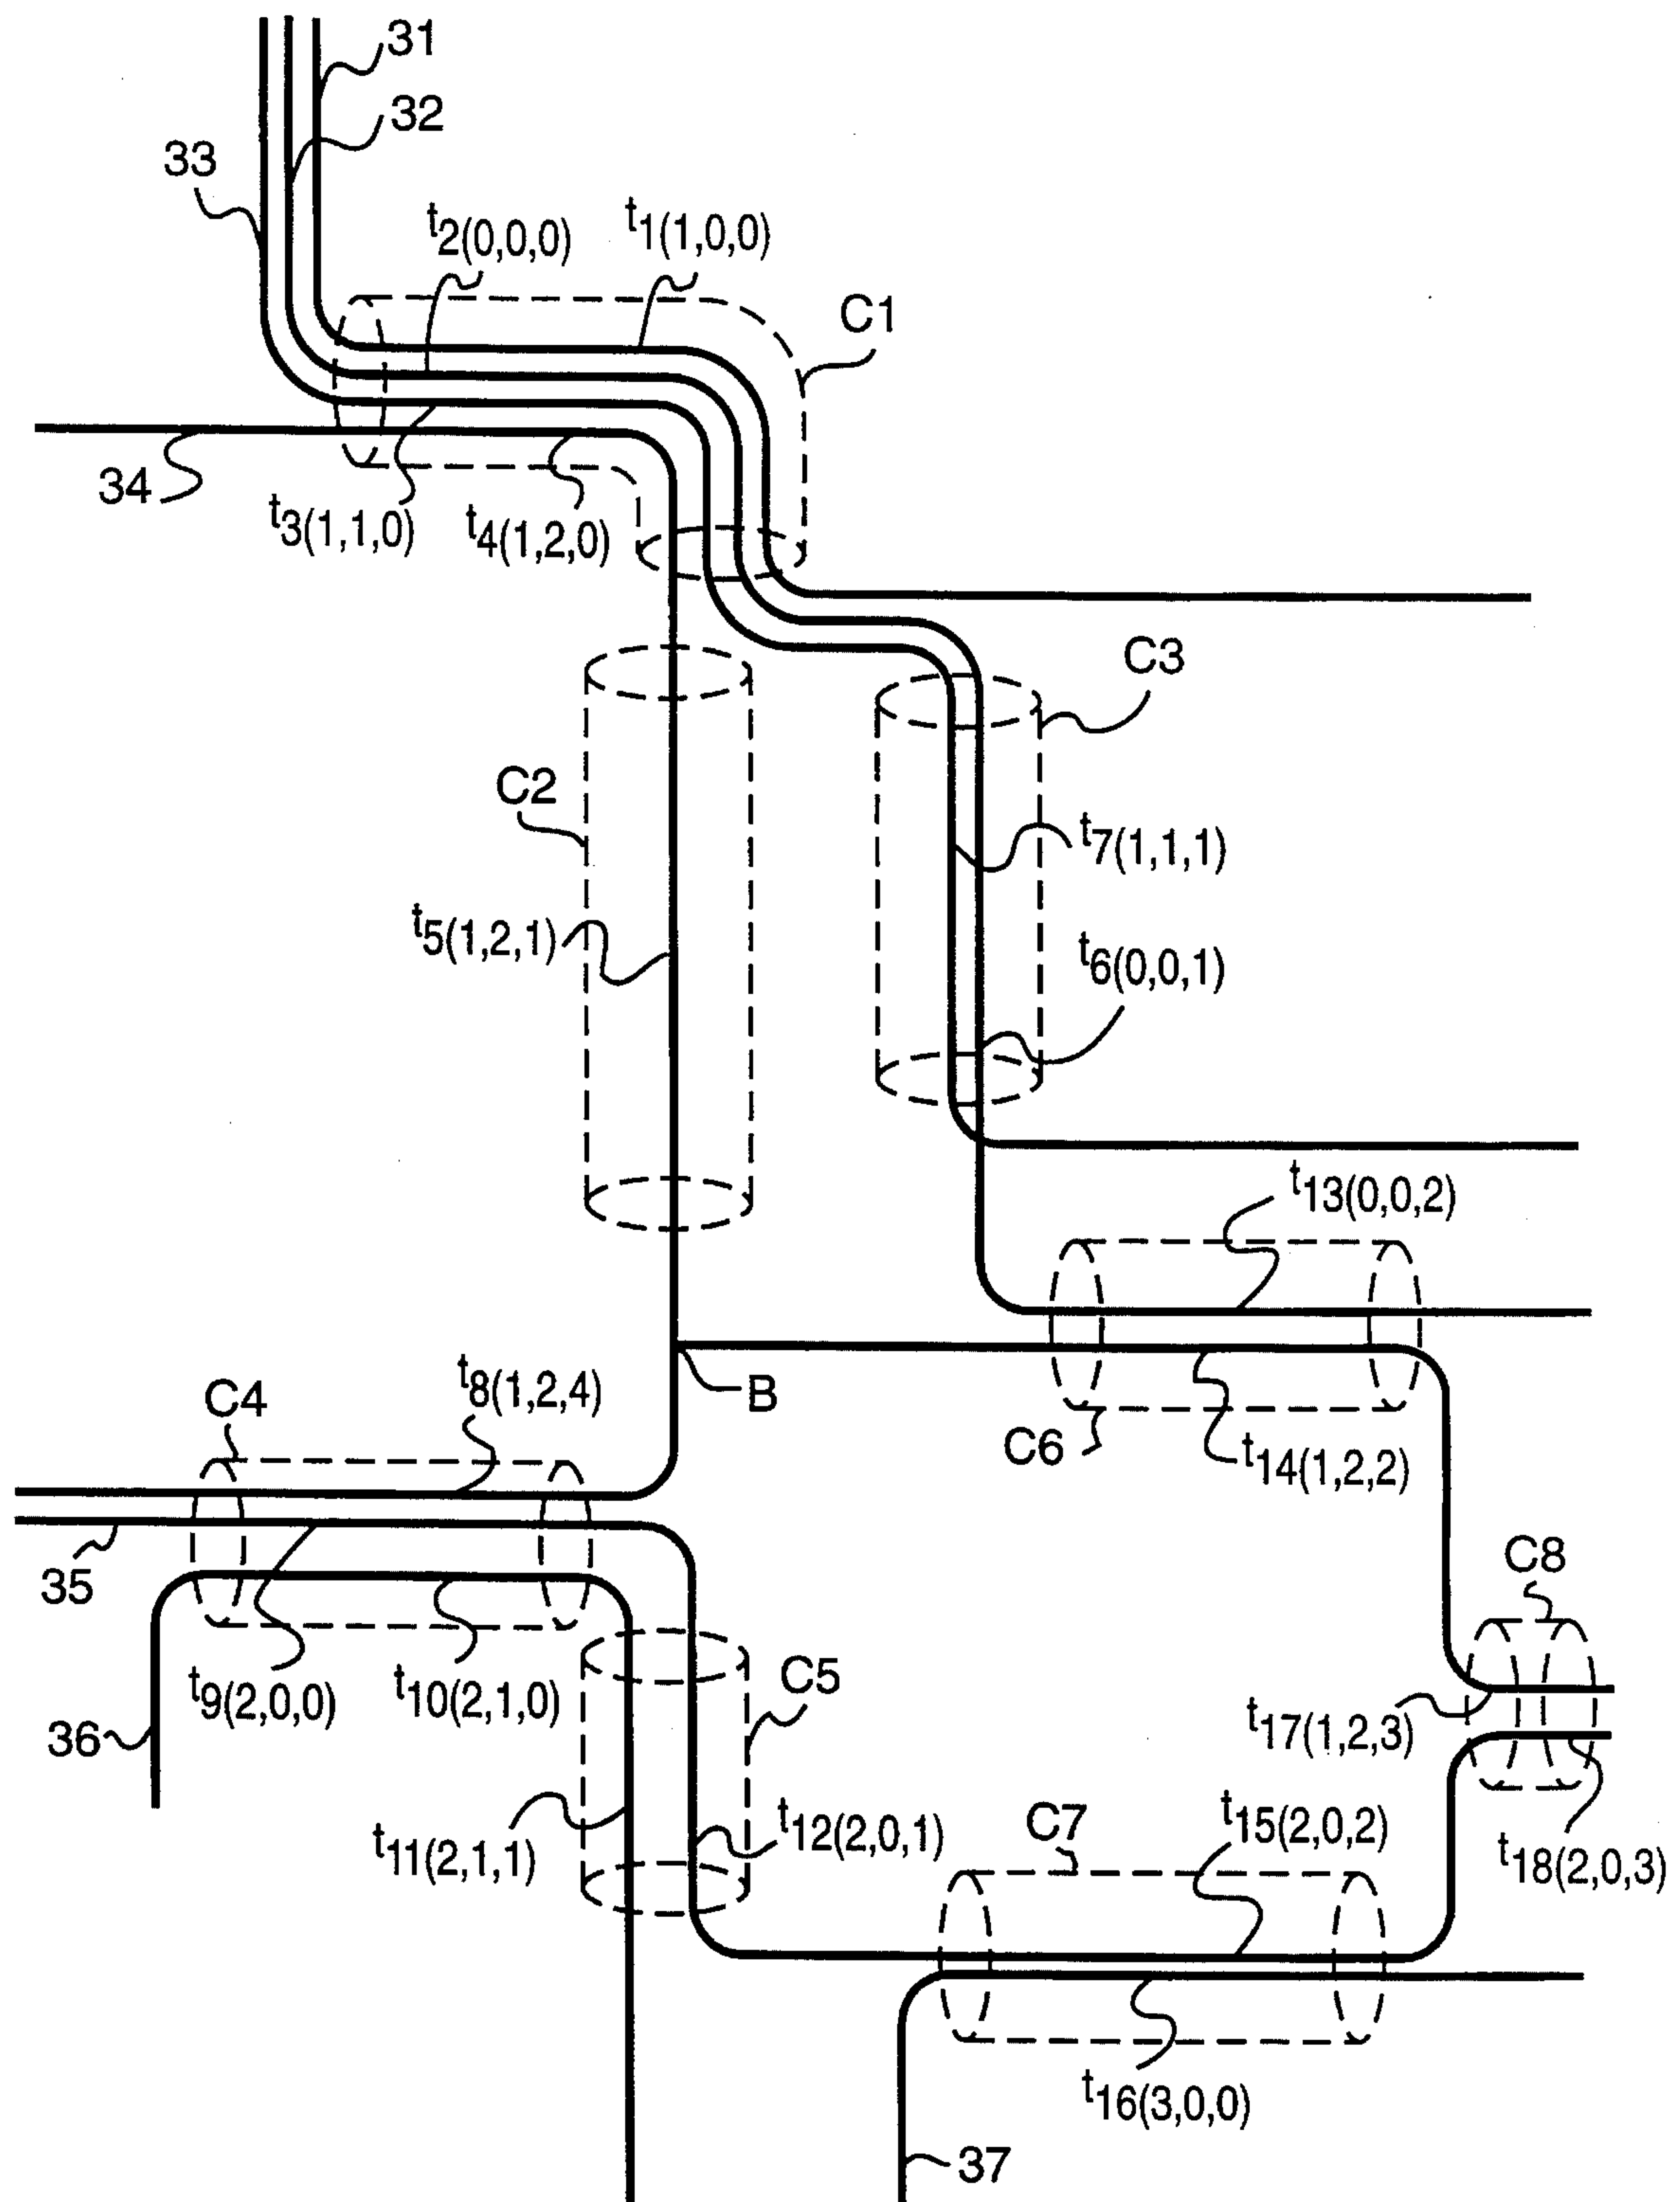 31
32
33
t2(0,0,0)
t1(1,0,0)
C1
34
t3(1,1,0)
t4(1,2,0)
C3
C2
t7(1,1,1)
t5(1,2,1)
t6(0,0,1)
t13(0,0,2)
B
t8(1,2,4)
C4
C6
t14(1,2,2)
35
C8
t9(2,0,0)
t10(2,1,0)
C5
36
t17(1,2,3)
t11(2,1,1)
t12(2,0,1)
C7
t15(2,0,2)
t18(2,0,3)
t16(3,0,0)
37